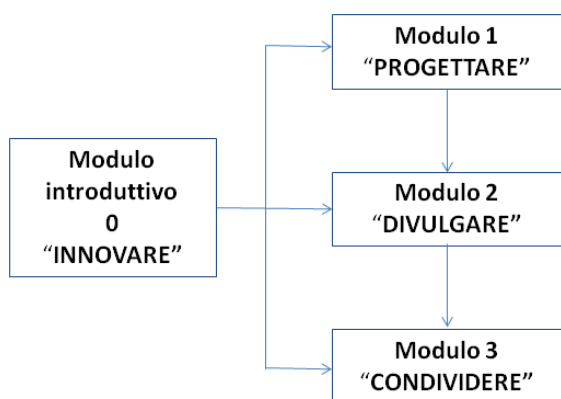 Modulo
introduttivo
0
“INNOVARE”
Modulo 1
“PROGETTARE”
Modulo 2
“DIVULGARE”
Modulo 3
“CONDIVIDERE”